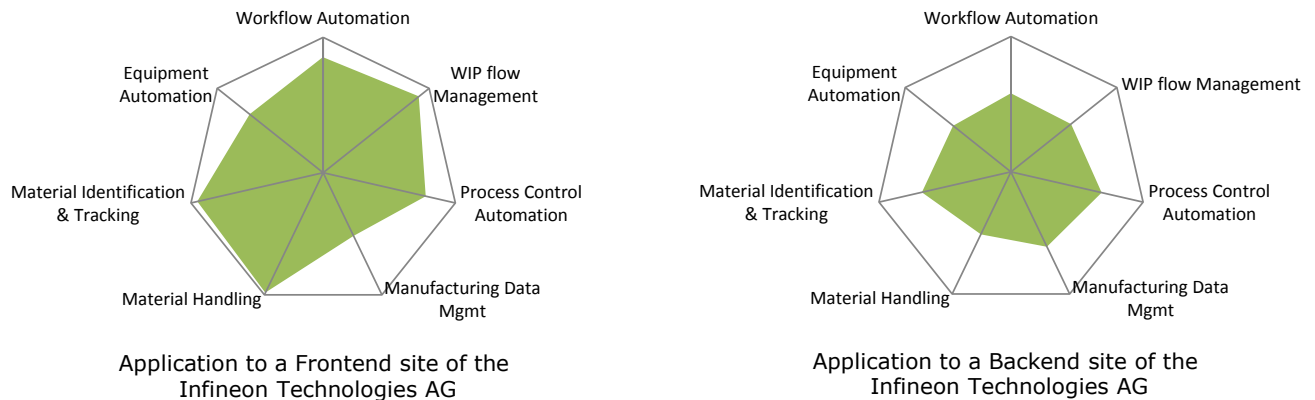 Workflow Automation
Equipment
Automation
WIP flow
Management
Material Identification
& Tracking
Process Control
Automation
Material Handling
Manufacturing Data
Mgmt
Application to a Frontend site of the
Infineon Technologies AG
Workflow Automation
Equipment
Automation
WIP flow Management
Material Identification
& Tracking
Process Control
Automation
Material Handling
Manufacturing Data
Mgmt
Application to a Backend site of the
Infineon Technologies AG